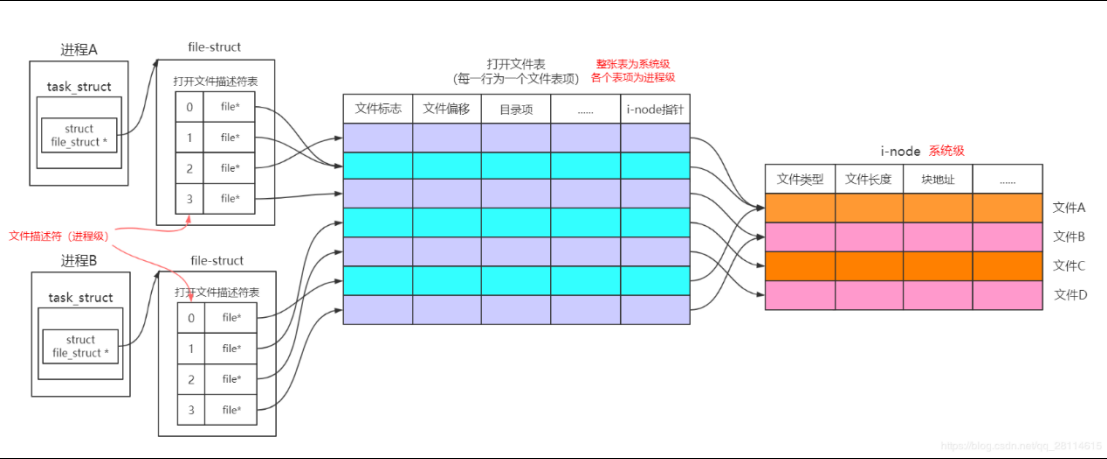 进程A
task_struct
struct
file_struct *
file-struct
打开文件描述符表
0 file*
1 file*
2 file*
3 file*
文件描述符（进程级）
进程B
task_struct
struct
file_struct *
file-struct
打开文件描述符表
0 file*
1 file*
2 file*
3 file*
打开文件表
（每一行为一个文件表项）
整张表为系统级
各个表项为进程级
文件标志 文件偏移 目录项 ...... i-node指针
i-node 系统级
文件类型 文件长度 块地址 ......
文件A
文件B
文件C
文件D
https://blog.csdn.net/qq_28114615